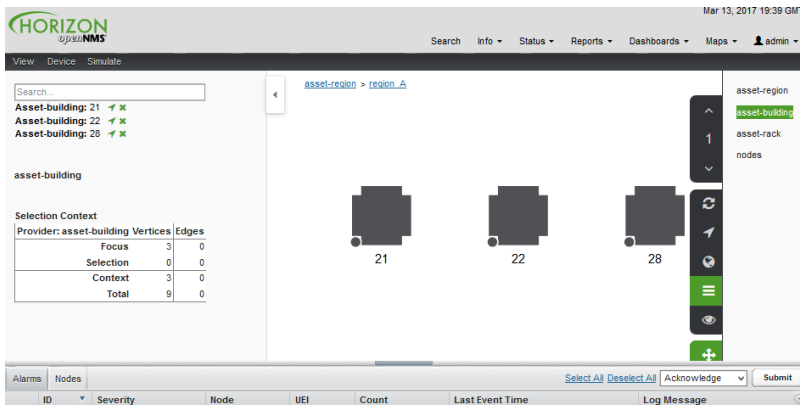 Mar 13, 2017 19:39 GMT
HORIZON
openNMS
Search Info Status Reports Dashboards Maps admin
View Device Simulate
Search...
Asset-building: 21
Asset-building: 22
Asset-building: 28
asset-building
Selection Context
Provider: asset-building Vertices Edges
Focus 3 0
Selection 0 0
Context 3 0
Total 9 0
asset-region > region_A
21 22 28
1
asset-region
asset-building
asset-rack
nodes
Alarms Nodes Select All Deselect All Acknowledge Submit
ID Severity Node UEI Count Last Event Time Log Message